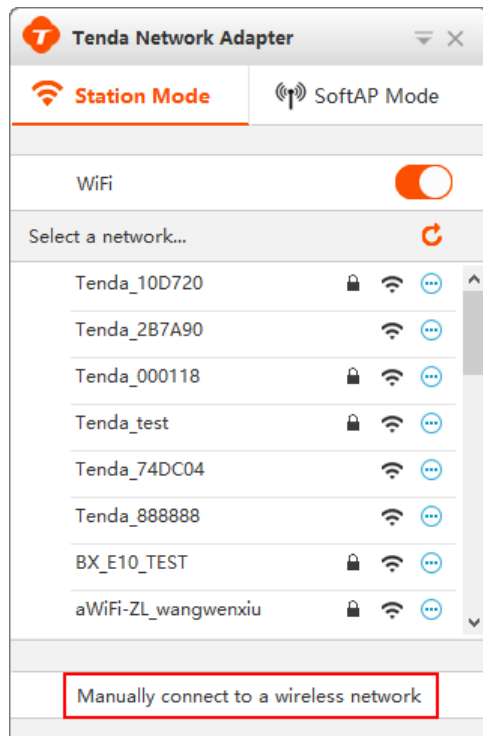 Tenda Network Adapter
Station Mode
SoftAP Mode
WiFi
Select a network...
Tenda_10D720
Tenda_2B7A90
Tenda_000118
Tenda_test
Tenda_74DC04
Tenda_888888
BX_E10_TEST
aWiFi-ZL_wangwenxiu
Manually connect to a wireless network